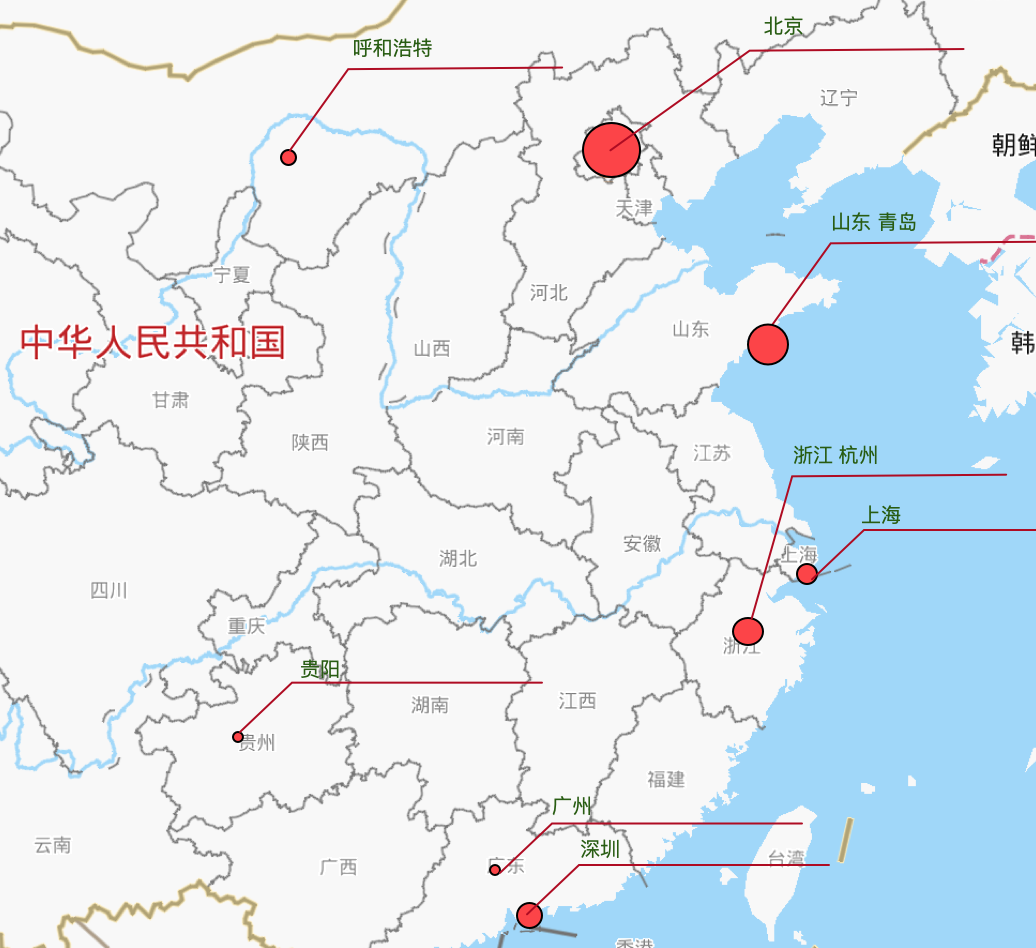 北京
呼和浩特
辽宁
朝鲜
天津
山东 青岛
宁夏
河北
山东
中华人民共和国
韩
山西
甘肃
河南
陕西
江苏
浙江 杭州
上海
安徽
上海
湖北
四川
重庆
浙江
贵阳
江西
湖南
贵州
福建
广州
云南
深圳
台湾
广东
广西
香港